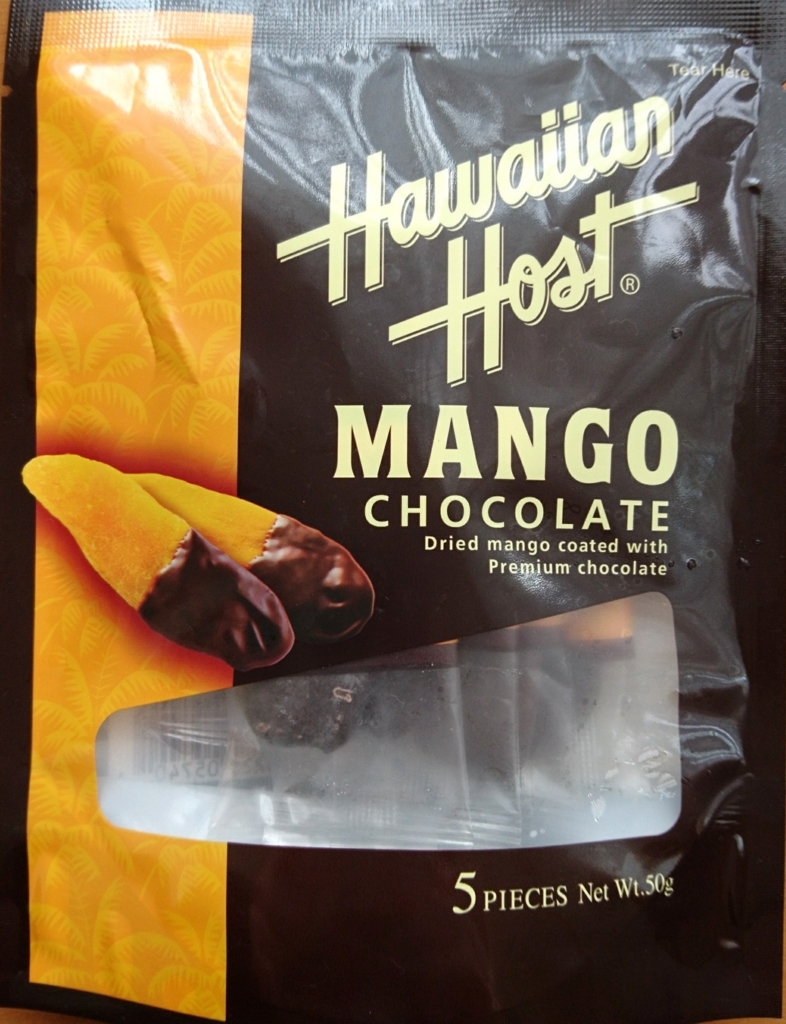 Tear Here
Hawaiian
Host®
MANGO
CHOCOLATE
Dried mango coated with
Premium chocolate
5 PIECES Net Wt.50g